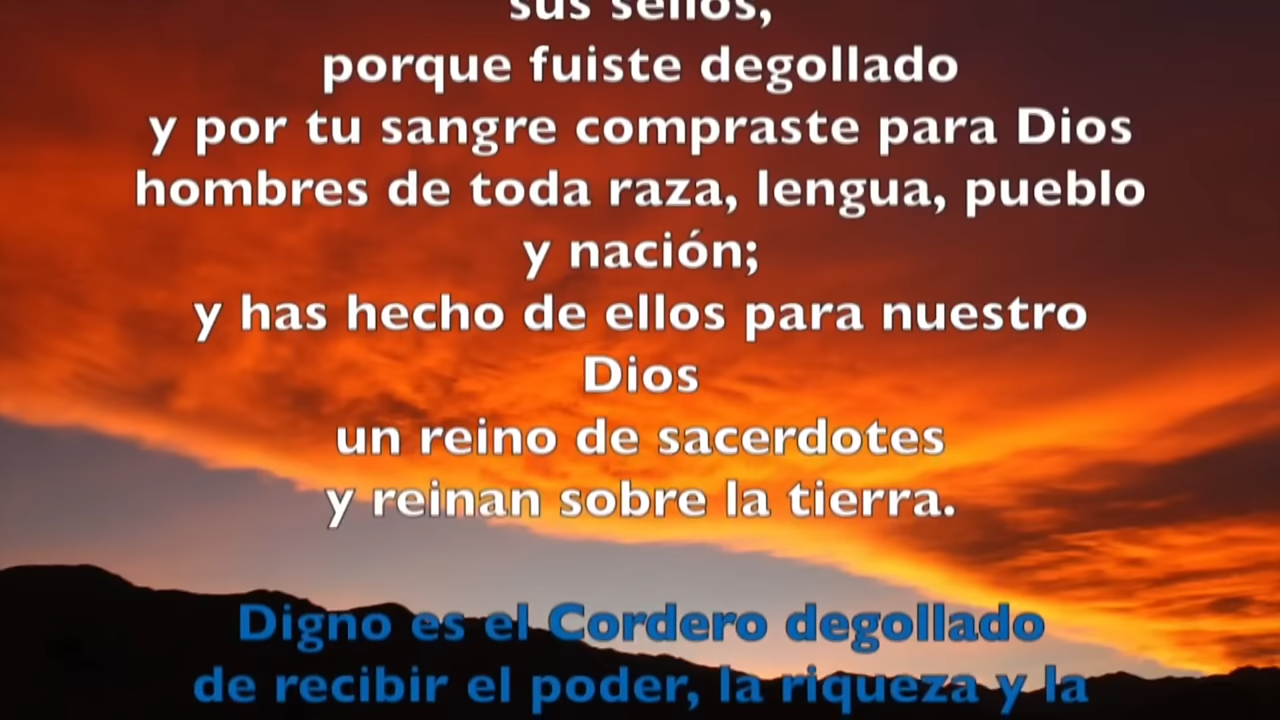 sus sellos,
porque fuiste degollado
y por tu sangre compraste para Dios
hombres de toda raza, lengua, pueblo
y nación;
y has hecho de ellos para nuestro
Dios
un reino de sacerdotes
y reinan sobre la tierra.
Digno es el Cordero degollado
de recibir el poder, la riqueza y la